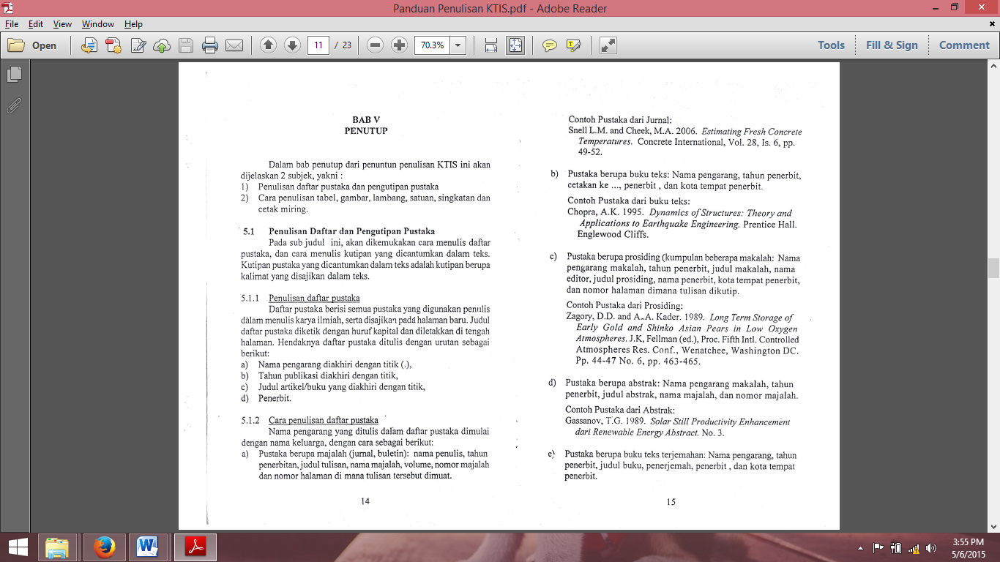 Panduan Penulisan KTIS.pdf - Adobe Reader
File Edit View Window Help
Open 11 / 23 70.3% Tools Fill & Sign Comment
BAB V
PENUTUP
Dalam bab penutup dari penuntun penulisan KTIS ini akan
dijelaskan 2 subjek, yakni :
1) Penulisan daftar pustaka dan pengutipan pustaka
2) Cara penulisan tabel, gambar, lambang, satuan, singkatan dan
cetak miring.
5.1 Penulisan Daftar dan Pengutipan Pustaka
Pada sub judul ini, akan dikemukakan cara menulis daftar
pustaka, dan cara menulis kutipan yang dicantumkan dalam teks.
Kutipan pustaka yang dicantumkan dalam teks adalah kutipan berupa
kalimat yang disajikan dalam teks.
5.1.1 Penulisan daftar pustaka
Daftar pustaka berisi semua pustaka yang digunakan penulis
dalam menulis karya ilmiah, serta disajikan pada halaman baru. Judul
daftar pustaka diketik dengan huruf kapital dan diletakkan di tengah
halaman. Hendaknya daftar pustaka ditulis dengan urutan sebagai
berikut:
a) Nama pengarang diakhiri dengan titik (.),
b) Tahun publikasi diakhiri dengan titik,
c) Judul artikel/buku yang diakhiri dengan titik,
d) Penerbit.
5.1.2 Cara penulisan daftar pustaka
Nama pengarang yang ditulis dalam daftar pustaka dimulai
dengan nama keluarga, dengan cara sebagai berikut:
a) Pustaka berupa majalah (jurnal, buletin): nama penulis, tahun
penerbitan, judul tulisan, nama majalah, volume, nomor majalah
dan nomor halaman di mana tulisan tersebut dimuat.
14
Contoh Pustaka dari Jurnal:
Snell L.M. and Cheek, M.A. 2006. Estimating Fresh Concrete
Temperatures. Concrete International, Vol. 28, Is. 6, pp.
49-52.
b) Pustaka berupa buku teks: Nama pengarang, tahun penerbit,
cetakan ke ..., penerbit , dan kota tempat penerbit.
Contoh Pustaka dari buku teks:
Chopra, A.K. 1995. Dynamics of Structures: Theory and
Applications to Earthquake Engineering. Prentice Hall.
Englewood Cliffs.
c) Pustaka berupa prosiding (kumpulan beberapa makalah: Nama
pengarang makalah, tahun penerbit, judul makalah, nama
editor, judul prosiding, nama penerbit, kota tempat penerbit,
dan nomor halaman dimana tulisan dikutip.
Contoh Pustaka dari Prosiding:
Zagory, D.D. and A.A. Kader. 1989. Long Term Storage of
Early Gold and Shinko Asian Pears in Low Oxygen
Atmospheres. J.K, Fellman (ed.), Proc. Fifth Intl. Controlled
Atmospheres Res. Conf., Wenatchee, Washington DC.
Pp. 44-47 No. 6, pp. 463-465.
d) Pustaka berupa abstrak: Nama pengarang makalah, tahun
penerbit, judul abstrak, nama majalah, dan nomor majalah.
Contoh Pustaka dari Abstrak:
Gassanov, T.G. 1989. Solar Still Productivity Enhancement
dari Renewable Energy Abstract. No. 3.
e) Pustaka berupa buku teks terjemahan: Nama pengarang, tahun
penerbit, judul buku, penerjemah, penerbit , dan kota tempat
penerbit.
15
3:55 PM
5/6/2015